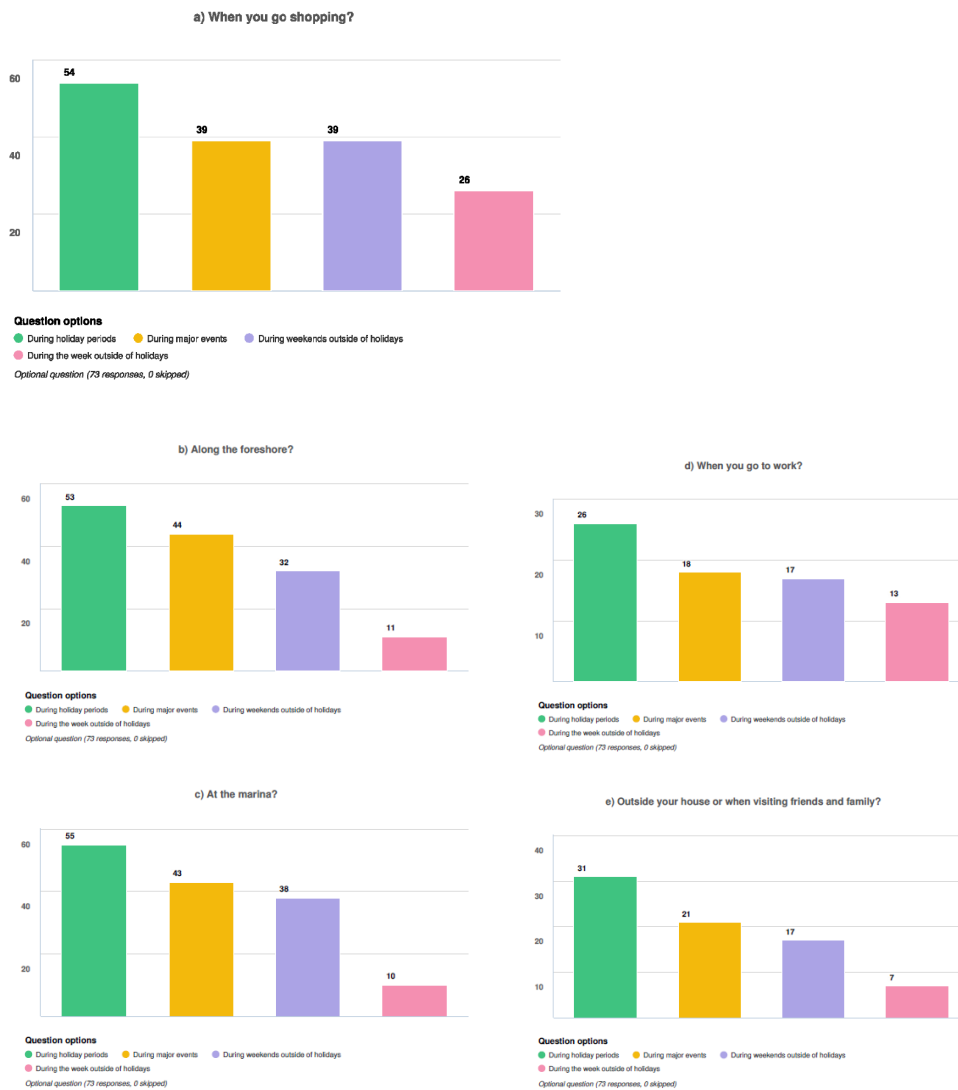 a) When you go shopping?
60
40
20
54
39
39
26
Question options
During holiday periods During major events During weekends outside of holidays
During the week outside of holidays
Optional question (73 responses, 0 skipped)
b) Along the foreshore?
60
40
20
53
44
32
11
Question options
During holiday periods During major events During weekends outside of holidays
During the week outside of holidays
Optional question (73 responses, 0 skipped)
c) At the marina?
60
40
20
55
43
38
10
Question options
During holiday periods During major events During weekends outside of holidays
During the week outside of holidays
Optional question (73 responses, 0 skipped)
d) When you go to work?
30
20
10
26
18
17
13
Question options
During holiday periods During major events During weekends outside of holidays
During the week outside of holidays
Optional question (73 responses, 0 skipped)
e) Outside your house or when visiting friends and family?
40
30
20
10
31
21
17
7
Question options
During holiday periods During major events During weekends outside of holidays
During the week outside of holidays
Optional question (73 responses, 0 skipped)